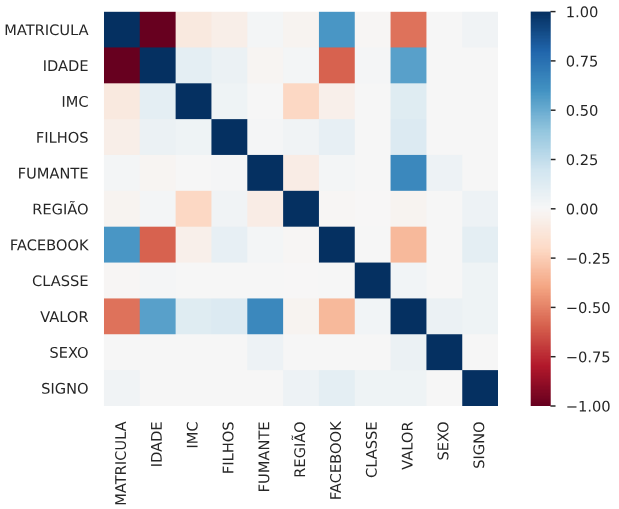 MATRICULA
IDADE
IMC
FILHOS
FUMANTE
REGIÃO
FACEBOOK
CLASSE
VALOR
SEXO
SIGNO
MATRICULA
IDADE
IMC
FILHOS
FUMANTE
REGIÃO
FACEBOOK
CLASSE
VALOR
SEXO
SIGNO
1.00
0.75
0.50
0.25
0.00
−0.25
−0.50
−0.75
−1.00